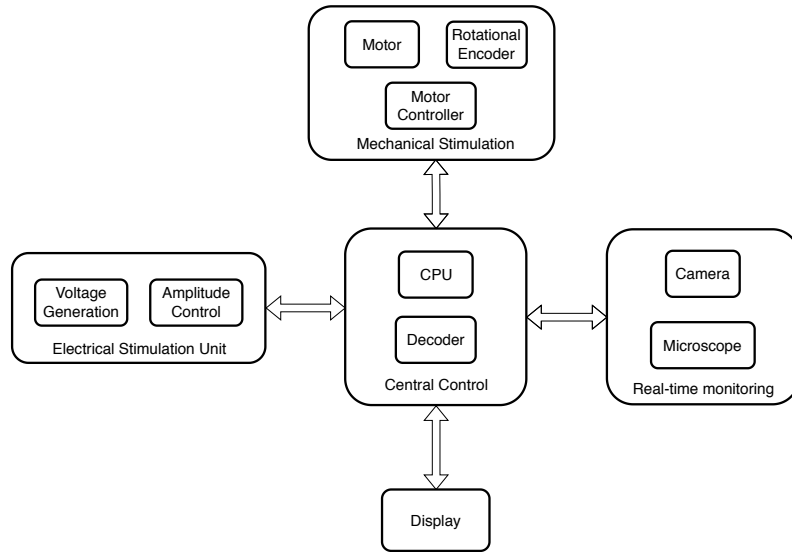 Motor
Rotational
Encoder
Motor
Controller
Mechanical Stimulation
Voltage
Generation
Amplitude
Control
Electrical Stimulation Unit
CPU
Decoder
Central Control
Camera
Microscope
Real-time monitoring
Display